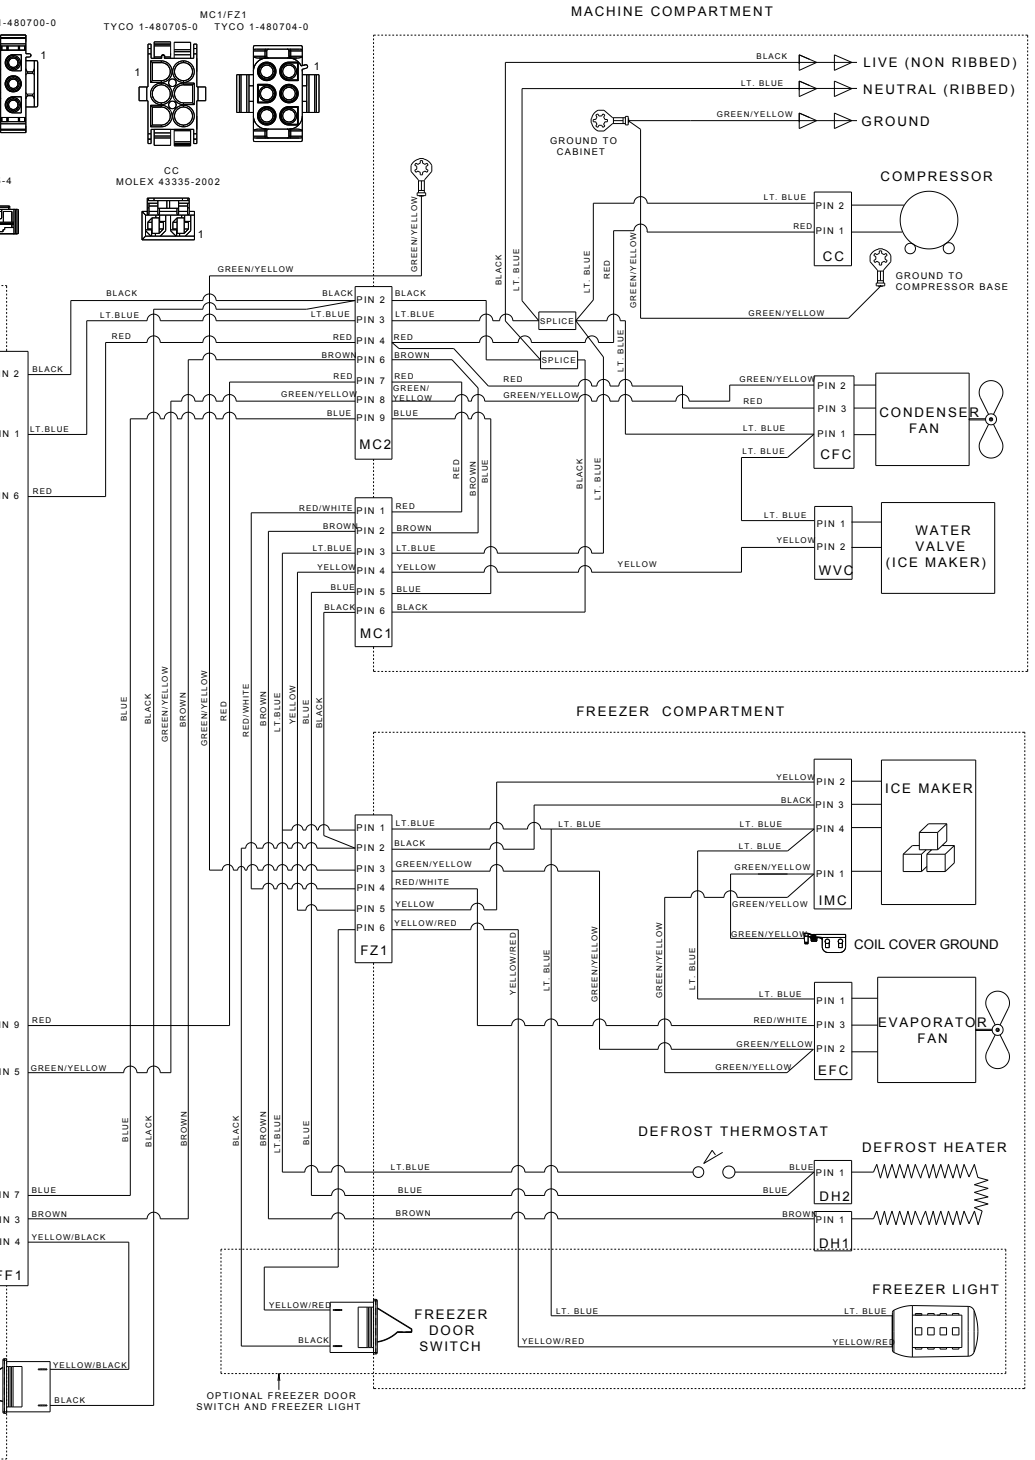 1-480700-0
MC1/FZ1
TYCO 1-480705-0 TYCO 1-480704-0
1
1
1
-4
CC
MOLEX 43335-2002
1
MACHINE COMPARTMENT
BLACK
LIVE (NON RIBBED)
LT. BLUE
NEUTRAL (RIBBED)
GREEN/YELLOW
GROUND
GROUND TO
CABINET
COMPRESSOR
LT. BLUE
PIN 2
RED
PIN 1
CC
GROUND TO
COMPRESSOR BASE
GREEN/YELLOW
GREEN/YELLOW
GREEN/YELLOW
BLACK
LT. BLUE
LT. BLUE
RED
GREEN/YELLOW
BLACK
BLACK
PIN 2
BLACK
LT.BLUE
LT.BLUE
PIN 3
LT.BLUE
SPLICE
RED
RED
PIN 4
RED
BROWN
PIN 6
BROWN
SPLICE
LT. BLUE
RED
PIN 7
RED
RED
GREEN/YELLOW
PIN 8
GREEN/
YELLOW
GREEN/YELLOW
BLUE
PIN 9
BLUE
MC2
GREEN/YELLOW
PIN 2
RED
PIN 3
LT. BLUE
PIN 1
CFC
CONDENSER
FAN
LT. BLUE
RED
BROWN
BLUE
BLACK
LT. BLUE
LT. BLUE
PIN 1
YELLOW
PIN 2
WVC
WATER
VALVE
(ICE MAKER)
RED/WHITE
PIN 1
RED
BROWN
PIN 2
BROWN
LT.BLUE
PIN 3
LT.BLUE
YELLOW
PIN 4
YELLOW
YELLOW
BLUE
PIN 5
BLUE
BLACK
PIN 6
BLACK
MC1
N 2
BLACK
IN 1
LT.BLUE
N 6
RED
BLUE
BLACK
GREEN/YELLOW
BROWN
GREEN/YELLOW
RED
RED/WHITE
BROWN
LT.BLUE
YELLOW
BLUE
BLACK
FREEZER COMPARTMENT
YELLOW
PIN 2
BLACK
PIN 3
LT. BLUE
LT. BLUE
PIN 4
LT. BLUE
GREEN/YELLOW
PIN 1
GREEN/YELLOW
IMC
ICE MAKER
GREEN/YELLOW
COIL COVER GROUND
PIN 1
LT.BLUE
PIN 2
BLACK
PIN 3
GREEN/YELLOW
PIN 4
RED/WHITE
PIN 5
YELLOW
PIN 6
YELLOW/RED
FZ1
YELLOW/RED
LT. BLUE
GREEN/YELLOW
GREEN/YELLOW
LT. BLUE
LT. BLUE
PIN 1
RED/WHITE
PIN 3
GREEN/YELLOW
PIN 2
GREEN/YELLOW
EFC
EVAPORATOR
FAN
IN 9
RED
N 5
GREEN/YELLOW
BLUE
BLACK
BROWN
BLACK
BROWN
LT.BLUE
BLUE
DEFROST THERMOSTAT
DEFROST HEATER
LT.BLUE
BLUE
PIN 1
BLUE
BLUE
DH2
BROWN
BROWN
PIN 1
DH1
IN 7
BLUE
IN 3
BROWN
IN 4
YELLOW/BLACK
FF1
YELLOW/RED
BLACK
FREEZER
DOOR
SWITCH
FREEZER LIGHT
LT. BLUE
LT. BLUE
YELLOW/RED
YELLOW/RED
YELLOW/BLACK
BLACK
OPTIONAL FREEZER DOOR
SWITCH AND FREEZER LIGHT